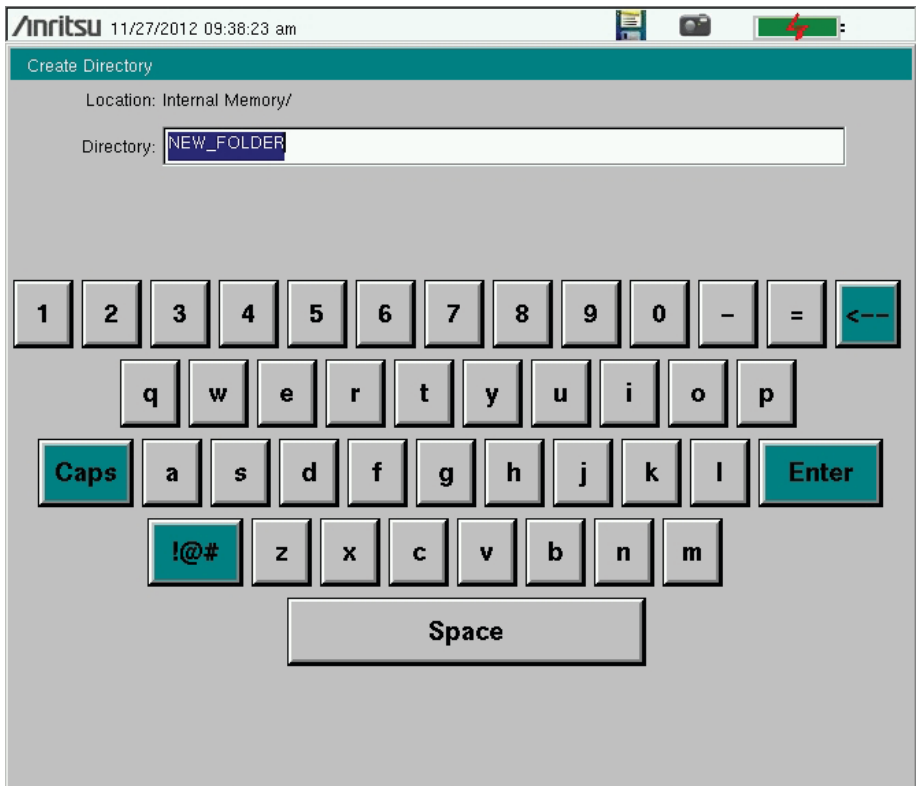 Anritsu 11/27/2012 09:38:23 am
Create Directory
Location: Internal Memory/
Directory: NEW_FOLDER
1 2 3 4 5 6 7 8 9 0 - = <--
q w e r t y u i o p
Caps a s d f g h j k l Enter
!@# z x c v b n m
Space